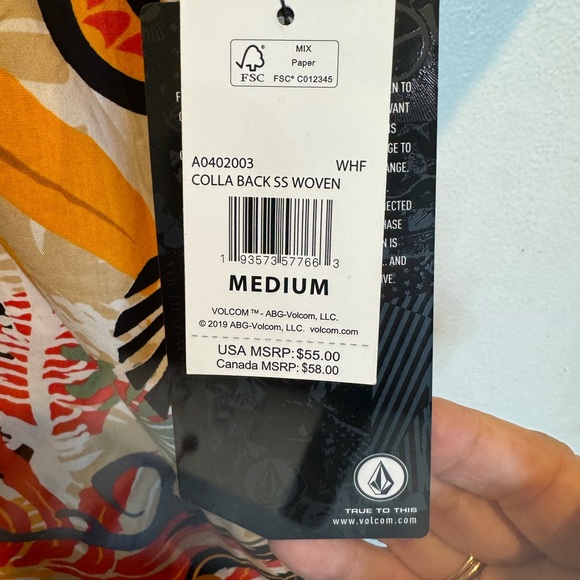 MIX
Paper
FSC
FSC® C012345
A0402003 WHF
COLLA BACK SS WOVEN
1 93573 57766 3
MEDIUM
VOLCOM ™ - ABG-Volcom, LLC.
© 2019 ABG-Volcom, LLC. volcom.com
USA MSRP: $55.00
Canada MSRP: $58.00
TRUE TO THIS
www.volcom.com